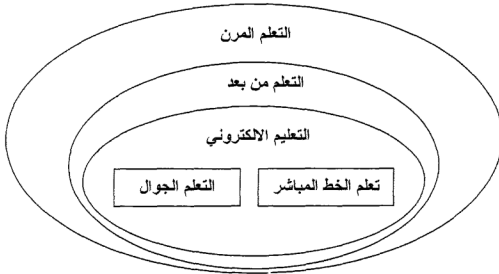 التعلم المرن
التعلم من بعد
التعليم الالكتروني
تعلم الخط المباشر
التعلم الجوال